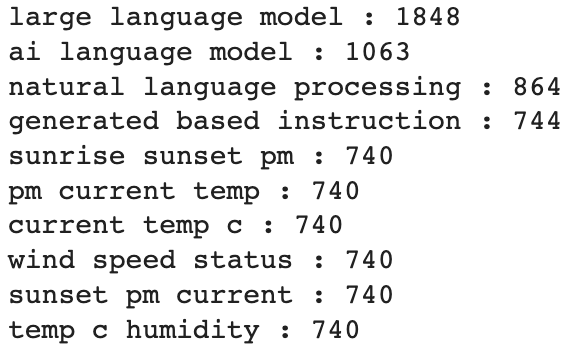 large language model : 1848
ai language model : 1063
natural language processing : 864
generated based instruction : 744
sunrise sunset pm : 740
pm current temp : 740
current temp c : 740
wind speed status : 740
sunset pm current : 740
temp c humidity : 740